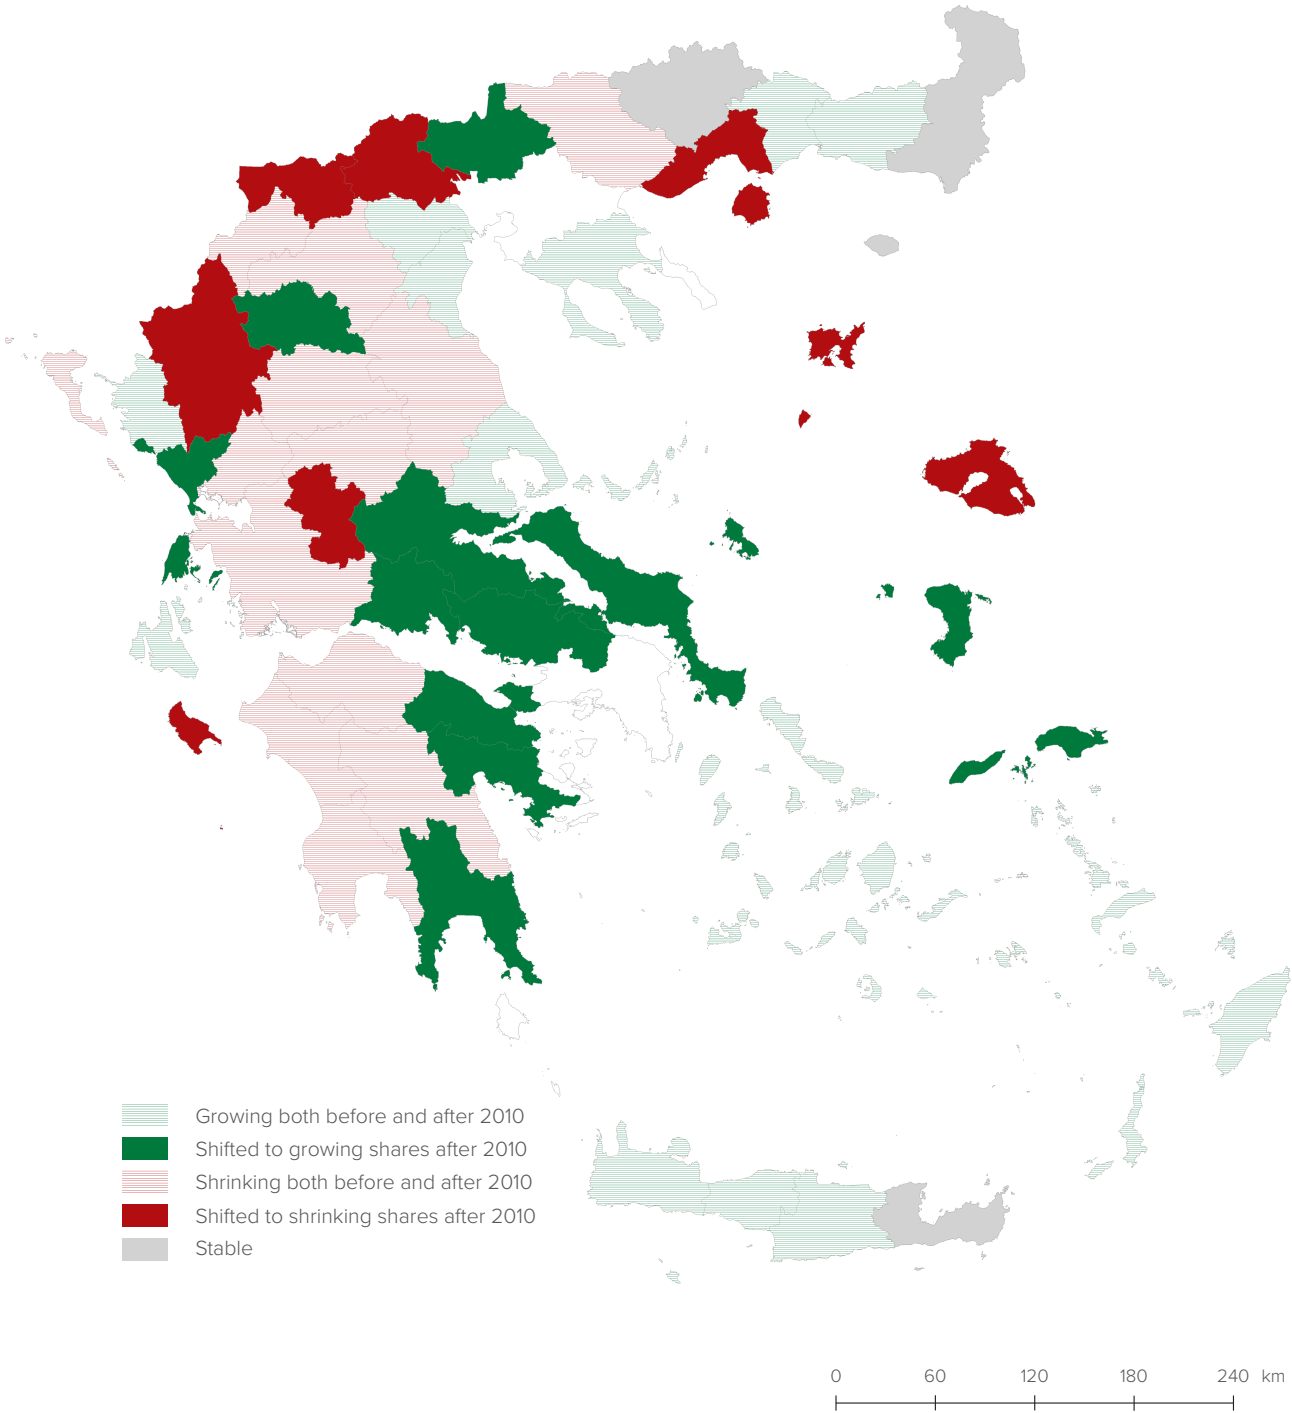 Growing both before and after 2010
Shifted to growing shares after 2010
Shrinking both before and after 2010
Shifted to shrinking shares after 2010
Stable
0 60 120 180 240 km